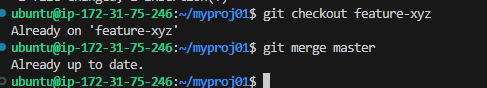 ubuntu@ip-172-31-75-246:~/myproj01$ git checkout feature-xyz
Already on 'feature-xyz'
ubuntu@ip-172-31-75-246:~/myproj01$ git merge master
Already up to date.
ubuntu@ip-172-31-75-246:~/myproj01$